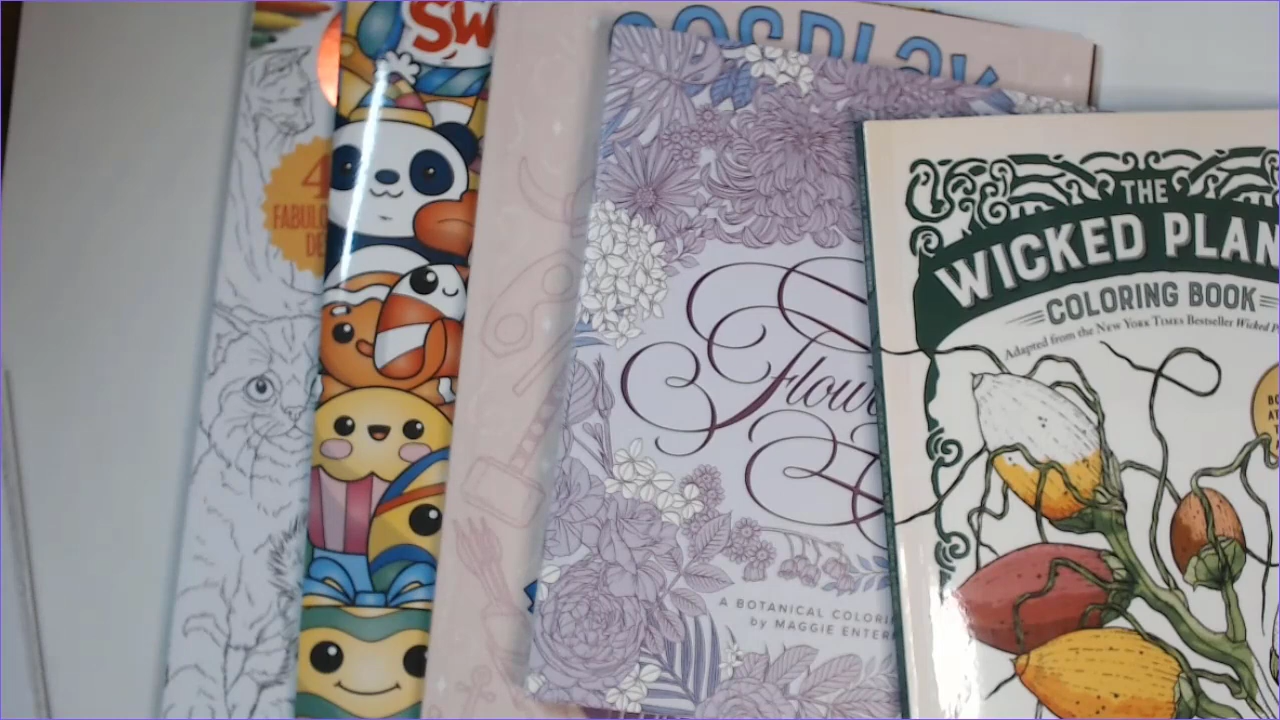 4
FABULO
DE
SW
COSPLAY
Flow
A BOTANICAL COLORI
by MAGGIE ENTER
THE
WICKED PLAN
COLORING BOOK
Adapted from the NEW YORK TIMES Bestseller Wicked P
BO
A